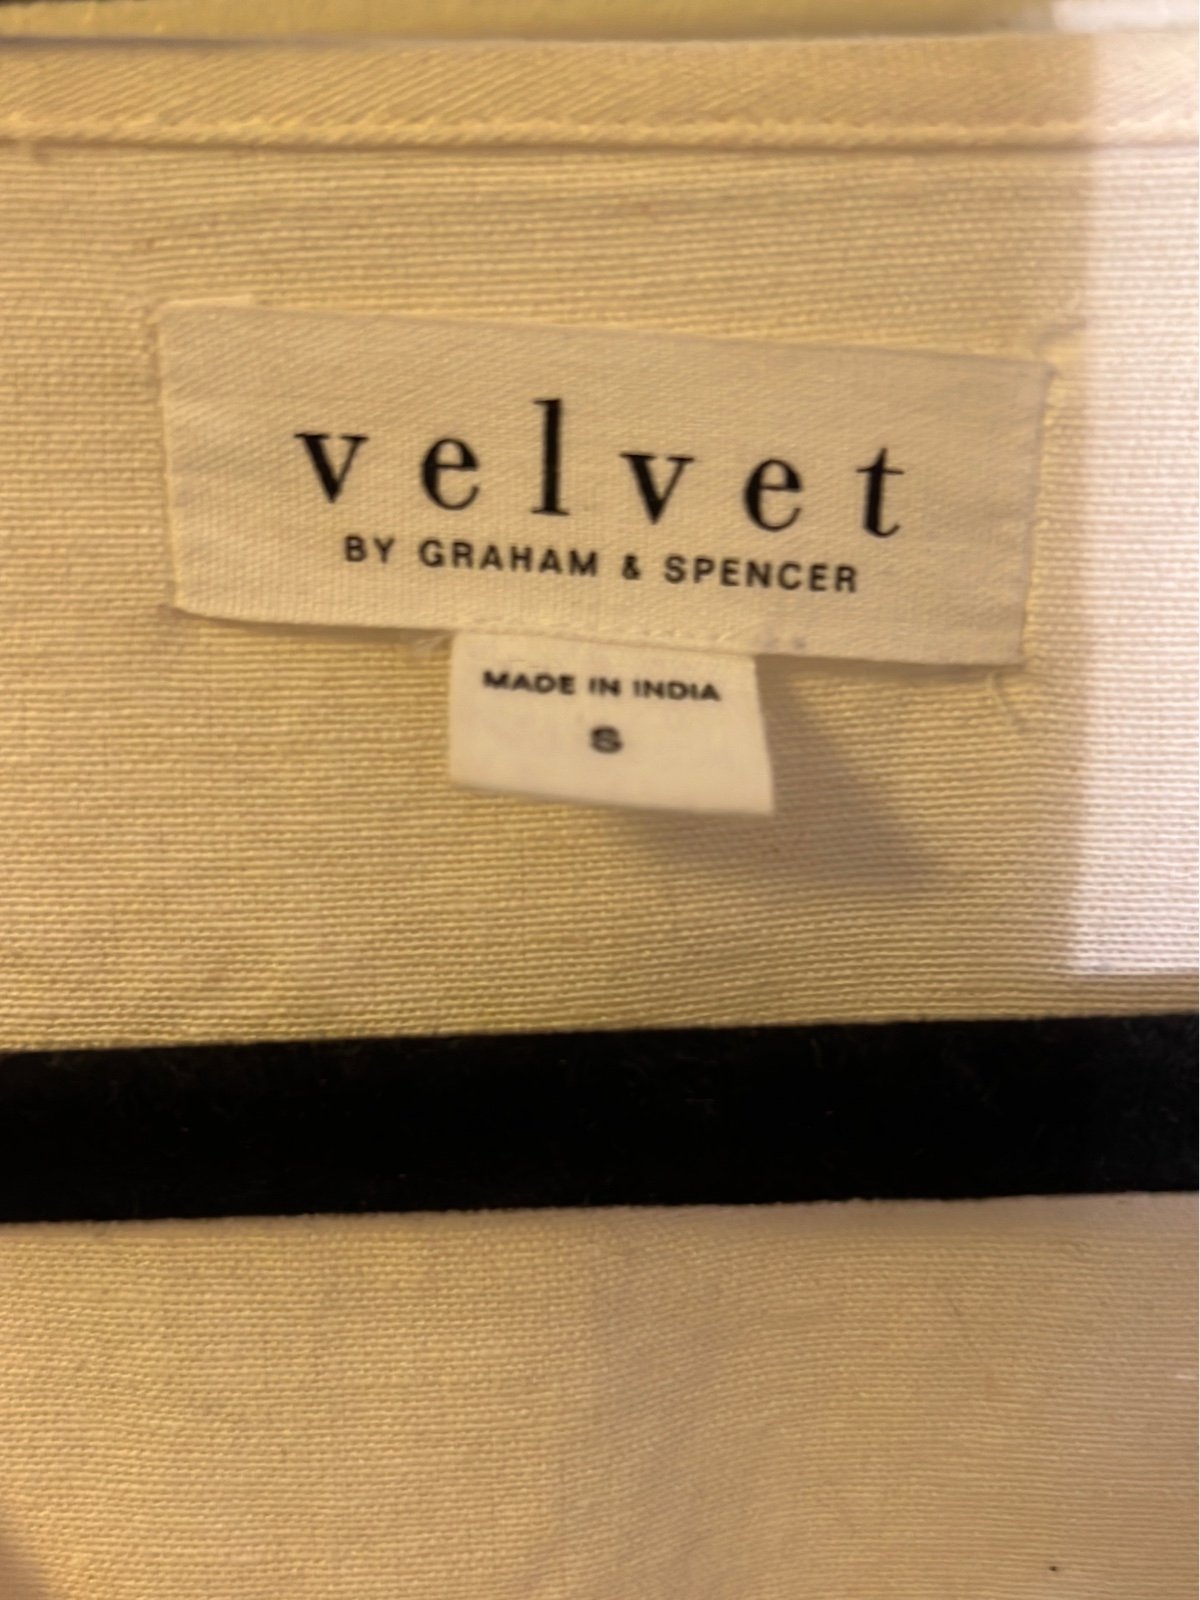 velvet
BY GRAHAM & SPENCER
MADE IN INDIA
S